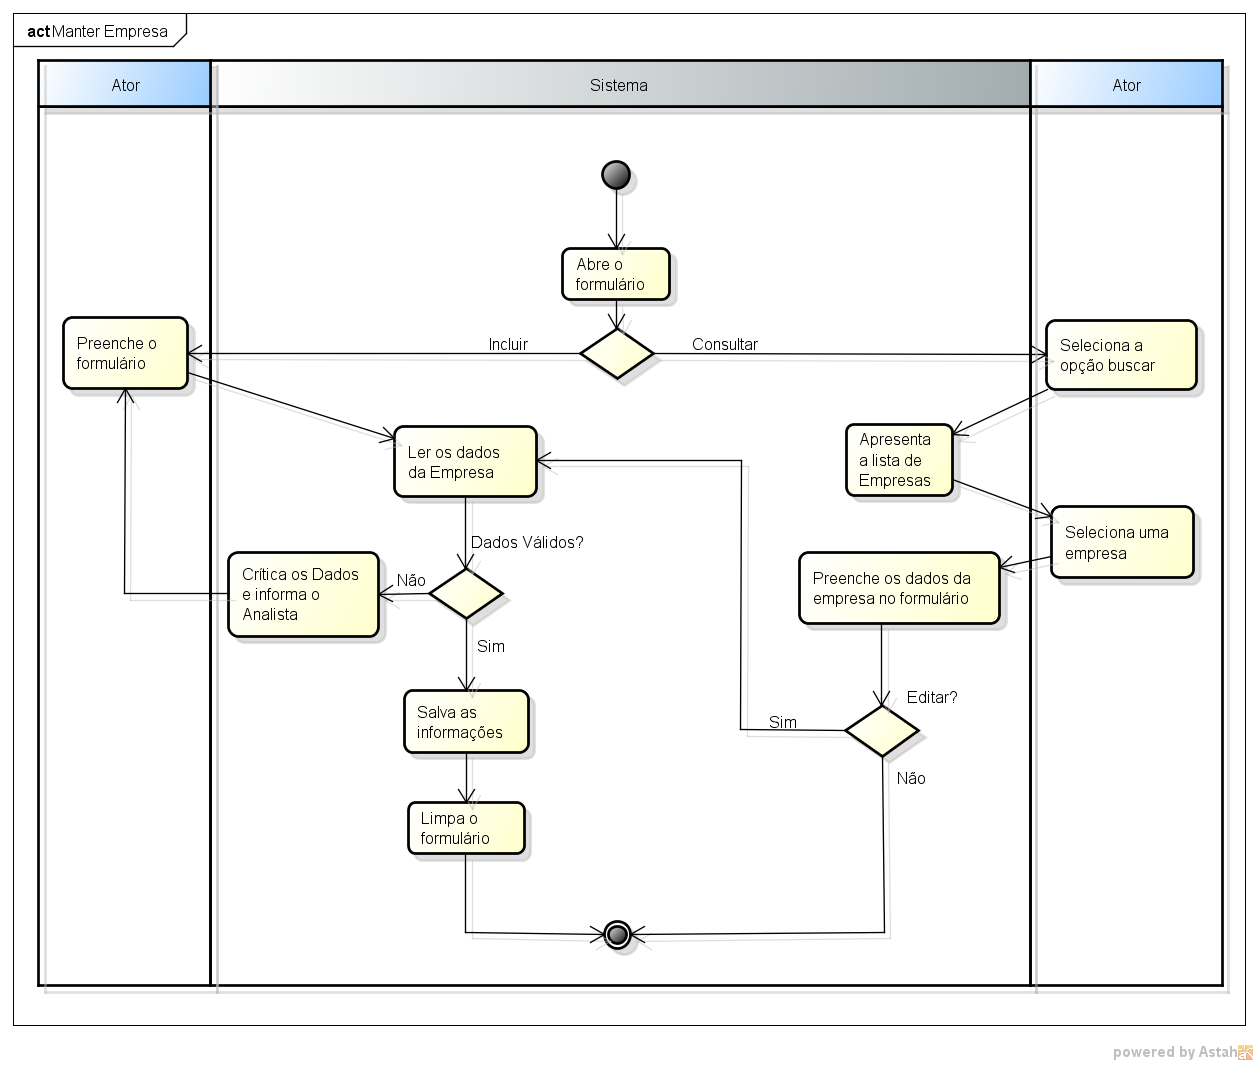 act Manter Empresa
Ator
Sistema
Ator
Abre o
formulário
Incluir
Consultar
Preenche o
formulário
Seleciona a
opção buscar
Ler os dados
da Empresa
Apresenta
a lista de
Empresas
Seleciona uma
empresa
Dados Válidos?
Não
Crítica os Dados
e informa o
Analista
Preenche os dados da
empresa no formulário
Sim
Editar?
Salva as
informações
Sim
Não
Limpa o
formulário
powered by Astah